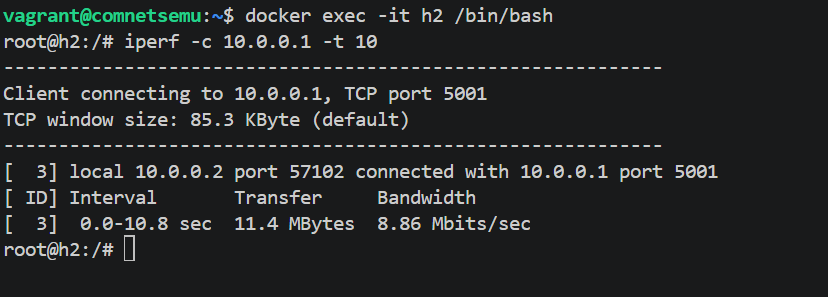 vagrant@comnetsemu:~$ docker exec -it h2 /bin/bash
root@h2:/# iperf -c 10.0.0.1 -t 10
------------------------------------------------------------
Client connecting to 10.0.0.1, TCP port 5001
TCP window size: 85.3 KByte (default)
------------------------------------------------------------
[  3] local 10.0.0.2 port 57102 connected with 10.0.0.1 port 5001
[ ID] Interval       Transfer     Bandwidth
[  3]  0.0-10.8 sec  11.4 MBytes  8.86 Mbits/sec
root@h2:/#